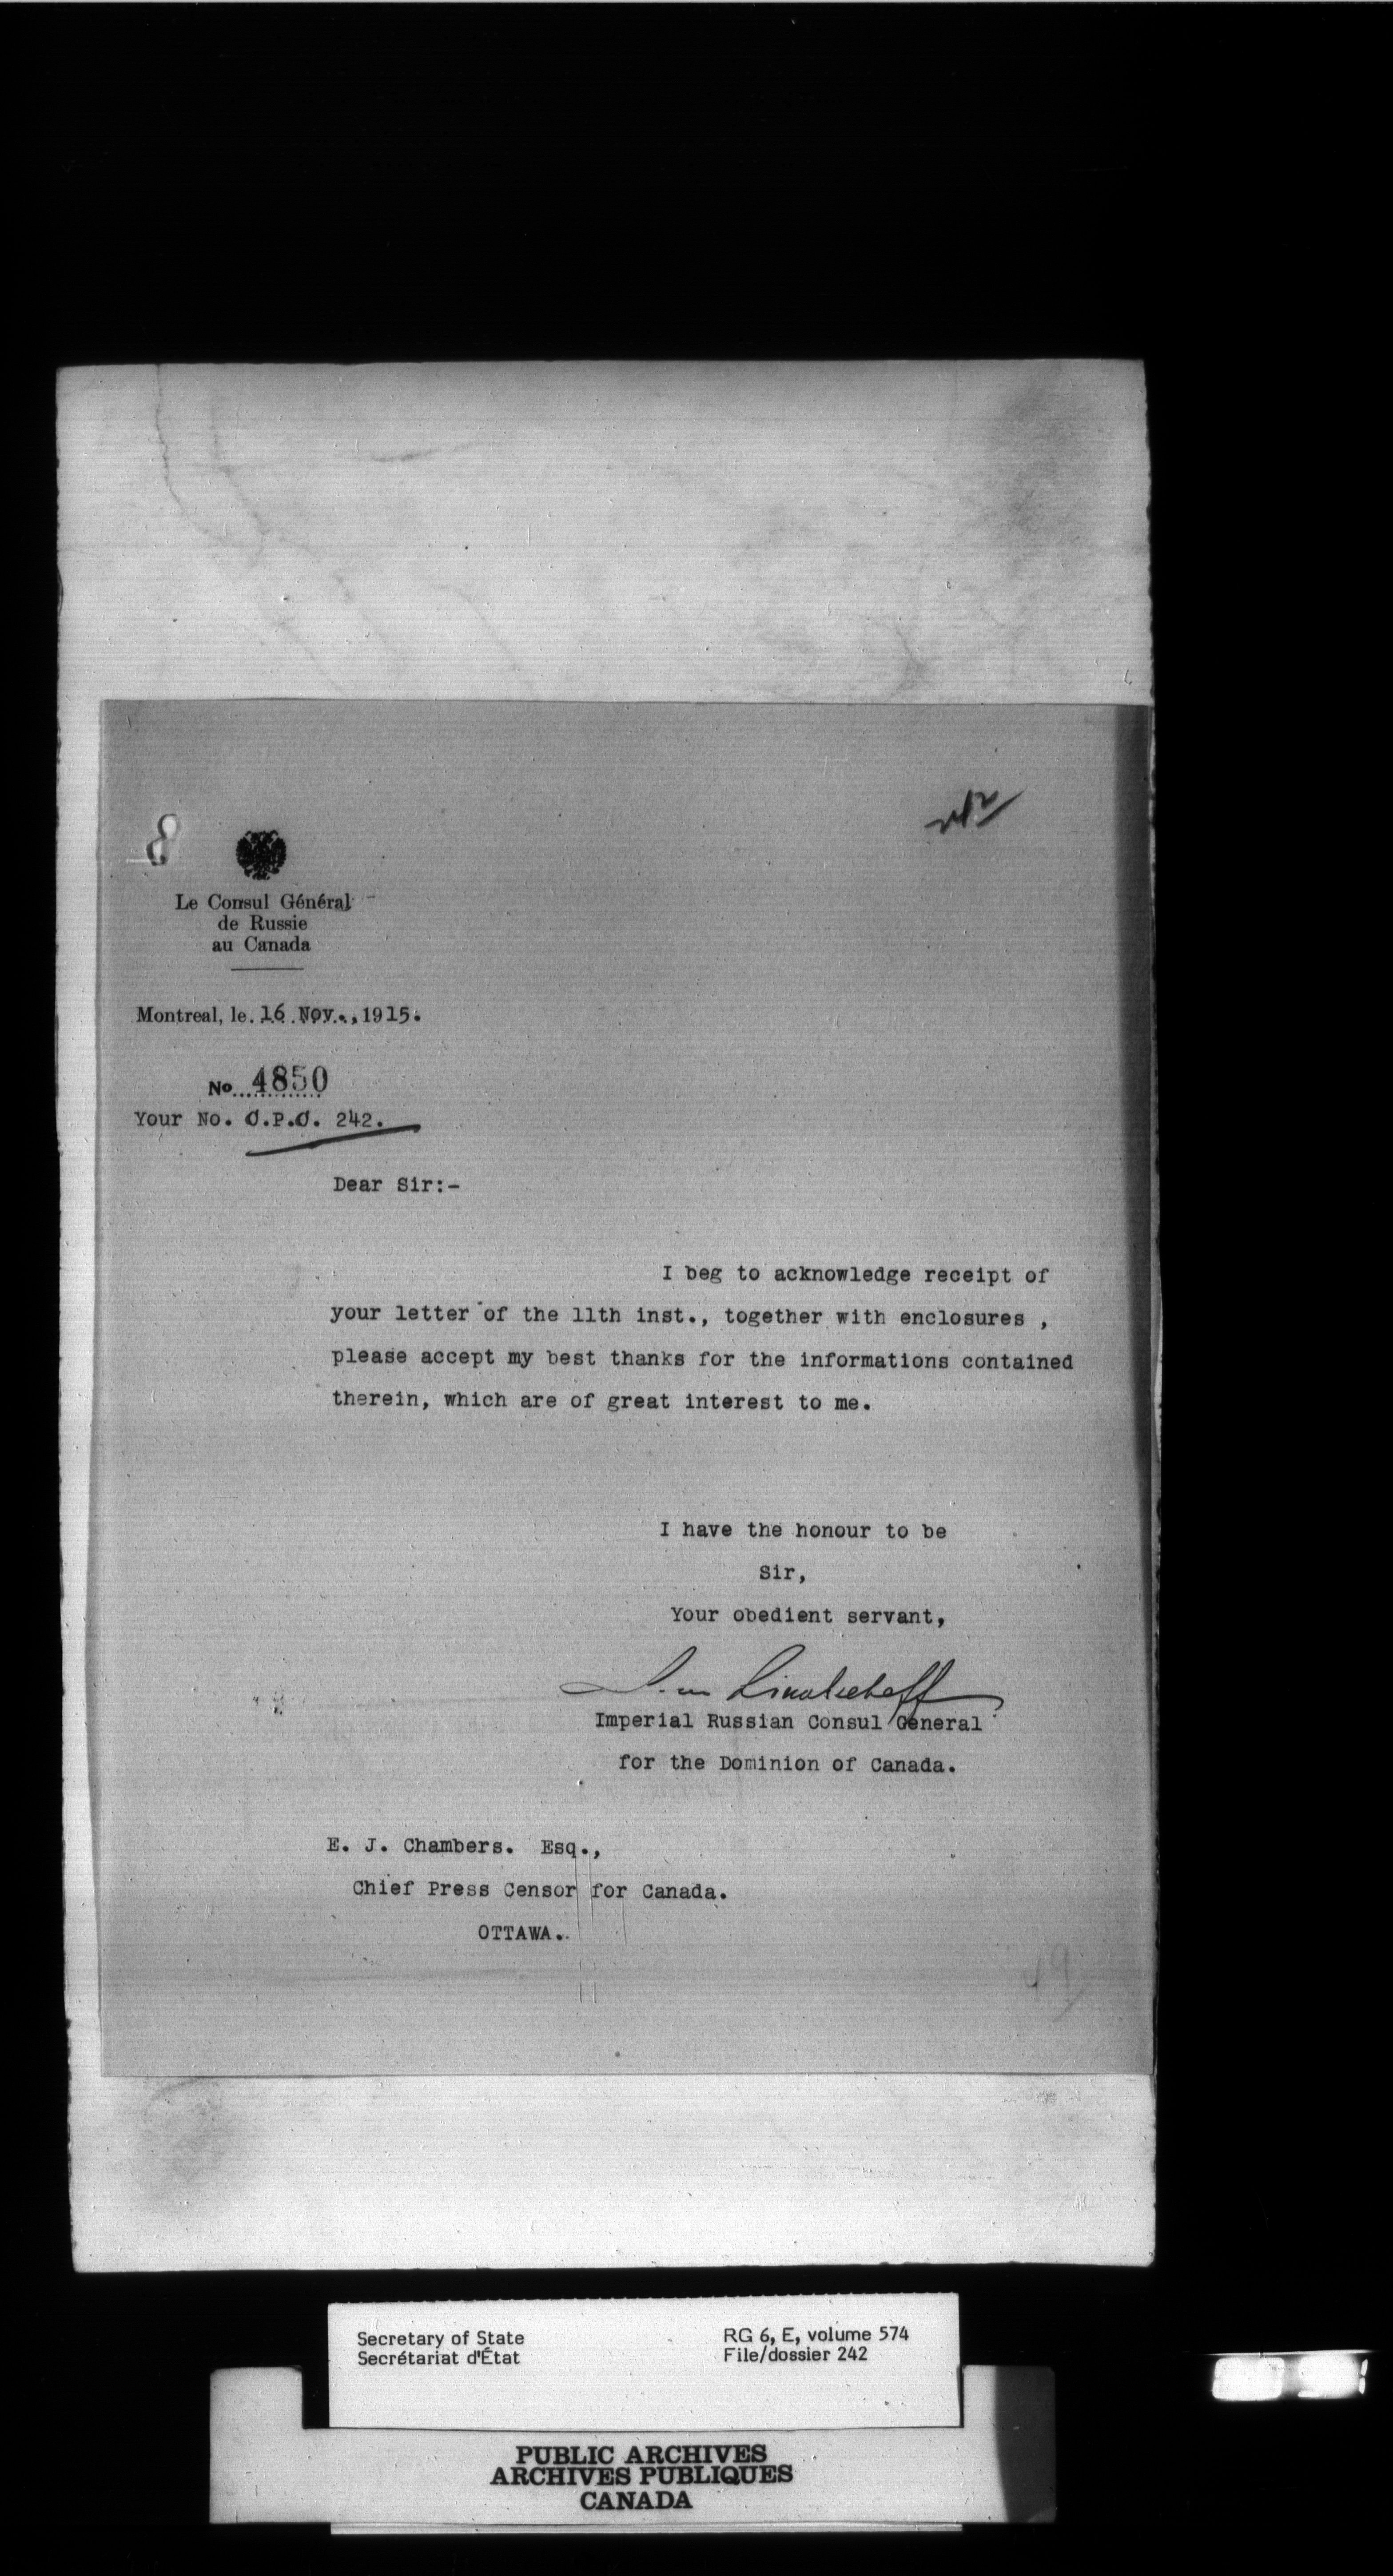 8
242
Le Consul Général
de Russie
au Canada
Montreal, le. 16 Nov., 1915.
No 4850
Your No. C.P.C. 242.
Dear Sir:-
I beg to acknowledge receipt of
your letter of the 11th inst., together with enclosures ,
please accept my best thanks for the informations contained
therein, which are of great interest to me.
I have the honour to be
Sir,
Your obedient servant,
Imperial Russian Consul General
for the Dominion of Canada.
E. J. Chambers. Esq.,
Chief Press Censor for Canada.
OTTAWA.
49
Secretary of State
Secrétariat d'État
RG 6, E, volume 574
File/dossier 242
PUBLIC ARCHIVES
ARCHIVES PUBLIQUES
CANADA